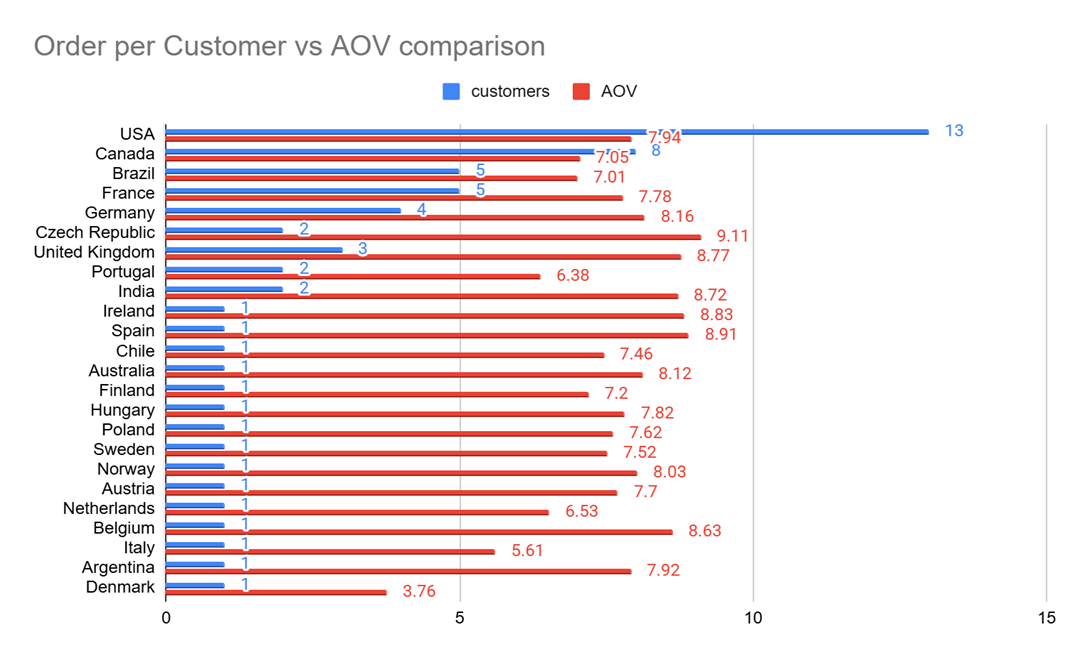 Order per Customer vs AOV comparison
customers AOV
USA 13 7.94
Canada 8 7.05
Brazil 5 7.01
France 5 7.78
Germany 4 8.16
Czech Republic 2 9.11
United Kingdom 3 8.77
Portugal 2 6.38
India 2 8.72
Ireland 1 8.83
Spain 1 8.91
Chile 1 7.46
Australia 1 8.12
Finland 1 7.2
Hungary 1 7.82
Poland 1 7.62
Sweden 1 7.52
Norway 1 8.03
Austria 1 7.7
Netherlands 1 6.53
Belgium 1 8.63
Italy 1 5.61
Argentina 1 7.92
Denmark 1 3.76
0 5 10 15